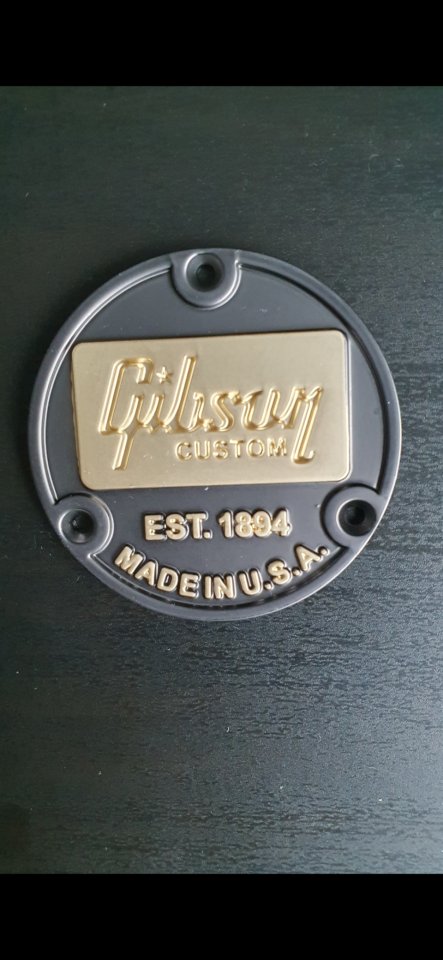 Gibson
CUSTOM
EST. 1894
MADE IN U.S.A.